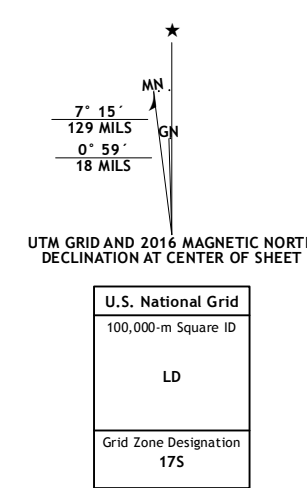 ★
MN
7° 15´
129 MILS
GN
0° 59´
18 MILS
UTM GRID AND 2016 MAGNETIC NORTH
DECLINATION AT CENTER OF SHEET
U.S. National Grid
100,000-m Square ID
LD
Grid Zone Designation
17S